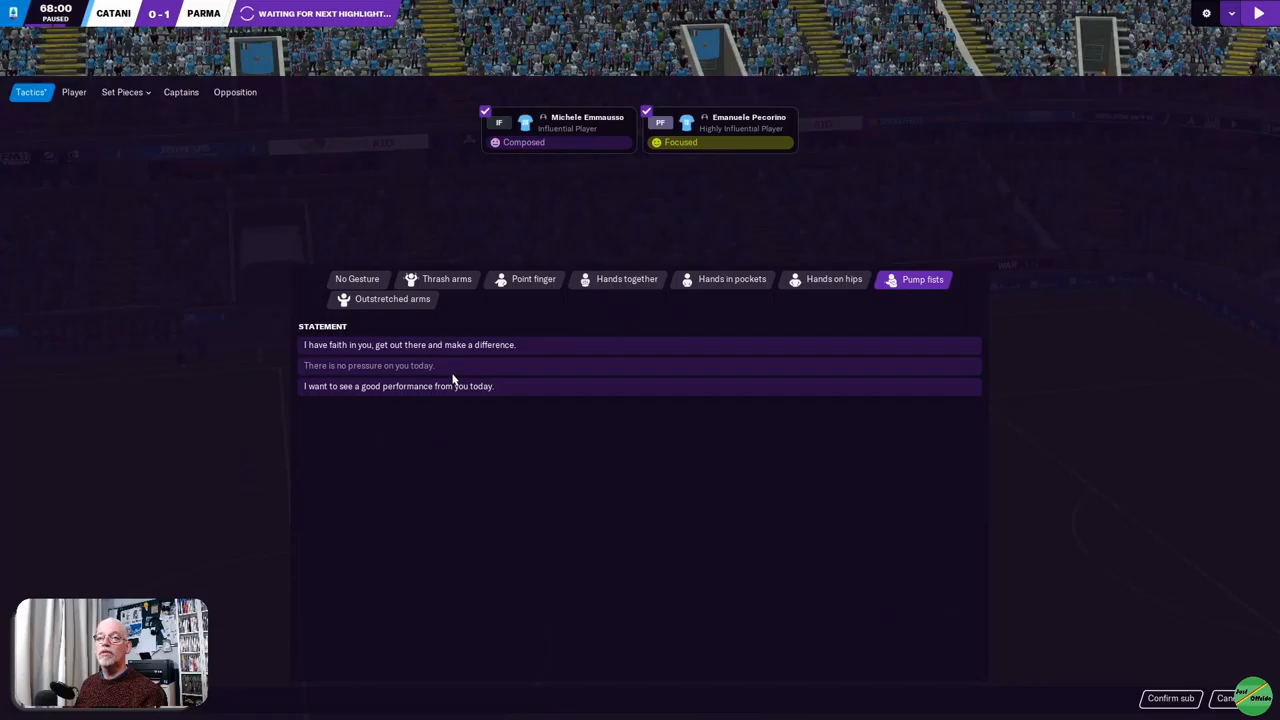 68:00
PAUSED
CATANI 0 - 1 PARMA
WAITING FOR NEXT HIGHLIGHT...
Tactics* Player Set Pieces Captains Opposition
IF Michele Emmausso
Influential Player
Composed
PF Emanuele Pecorino
Highly Influential Player
Focused
No Gesture Thrash arms Point finger Hands together Hands in pockets Hands on hips Pump fists
Outstretched arms
STATEMENT
I have faith in you, get out there and make a difference.
There is no pressure on you today.
I want to see a good performance from you today.
Confirm sub
Just Offside